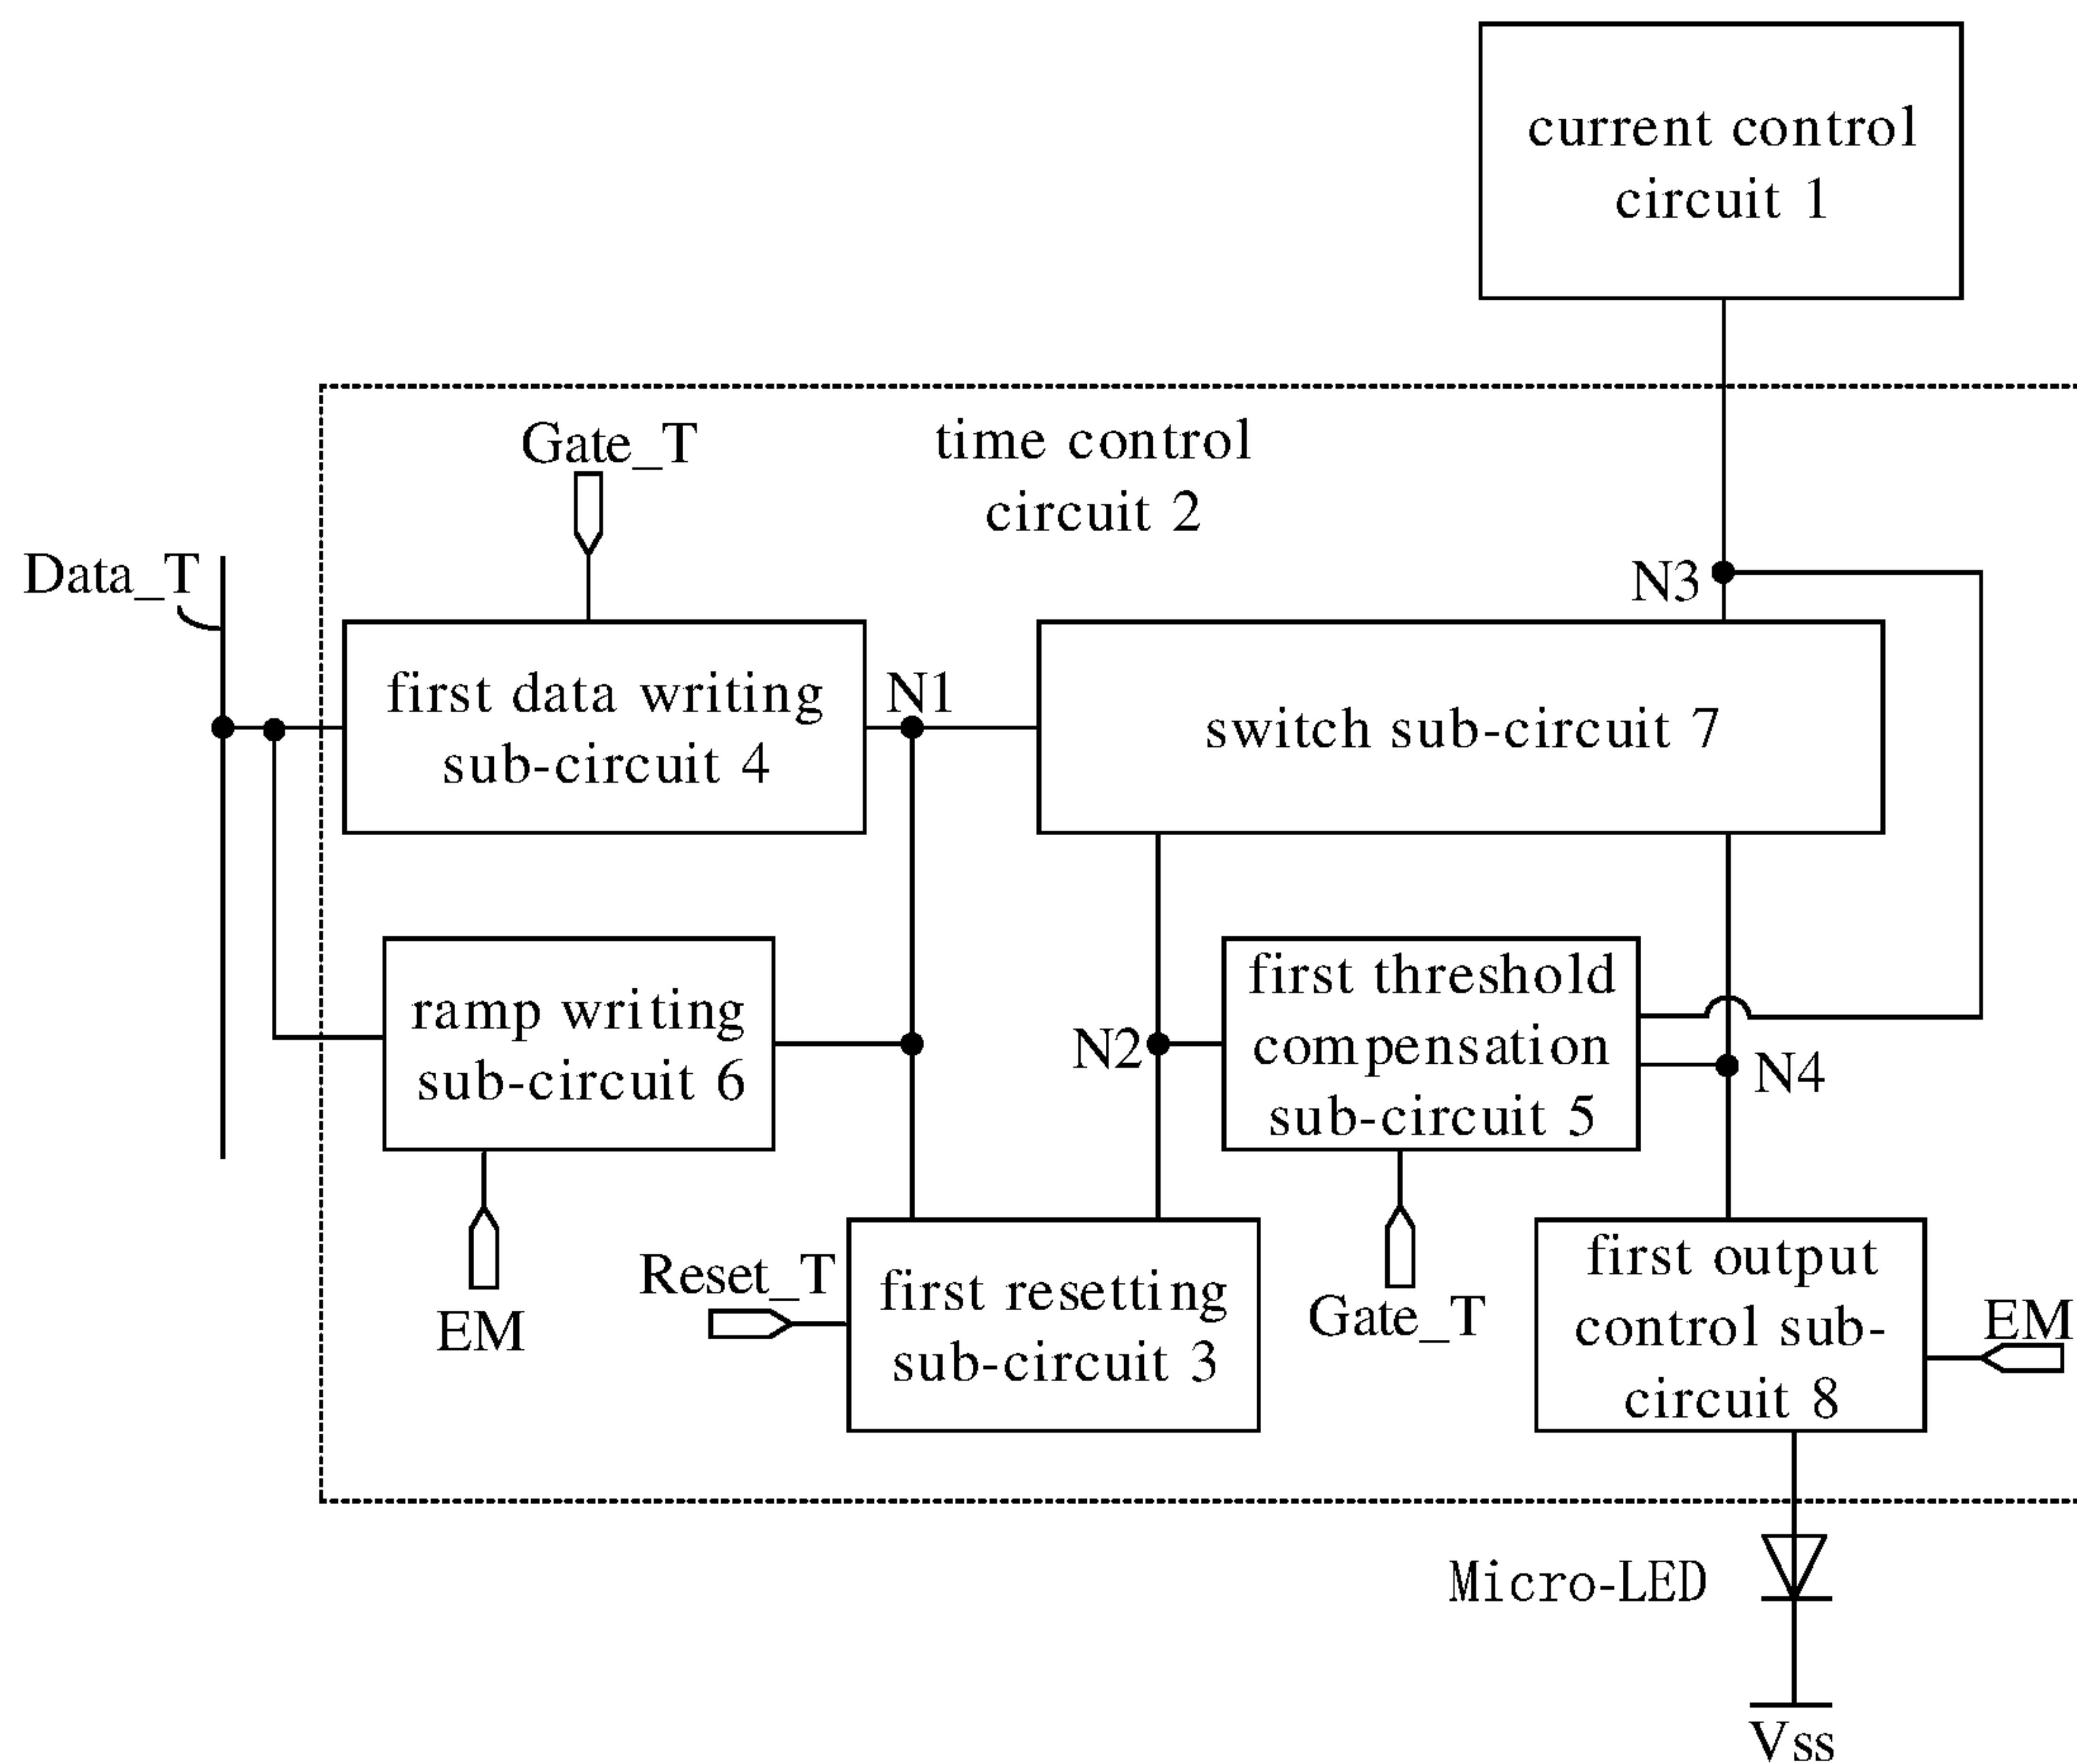 current control
circuit 1
Gate_T
time control
circuit 2
Data_T
N3
first data writing
sub-circuit 4
N1
switch sub-circuit 7
ramp writing
sub-circuit 6
N2
first threshold
compensation
sub-circuit 5
N4
EM
Reset_T
first resetting
sub-circuit 3
Gate_T
first output
control sub-
circuit 8
EM
Micro-LED
Vss